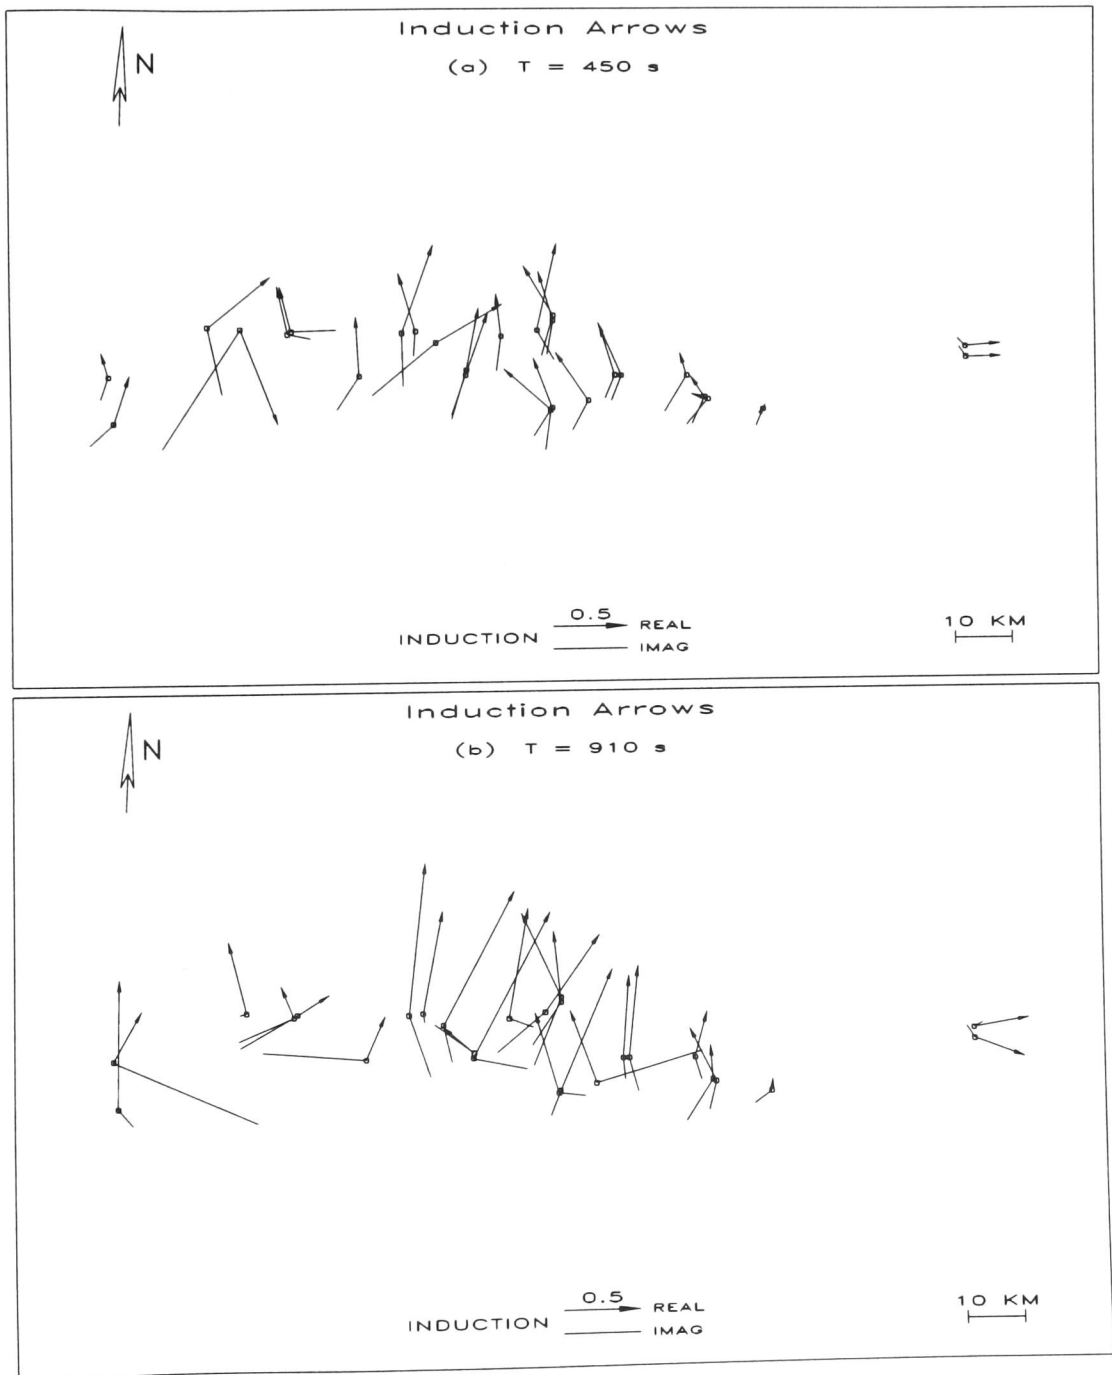 Induction Arrows
(a) T = 450 s
N
0.5
REAL
INDUCTION
IMAG
10 KM
Induction Arrows
(b) T = 910 s
N
0.5
REAL
INDUCTION
IMAG
10 KM